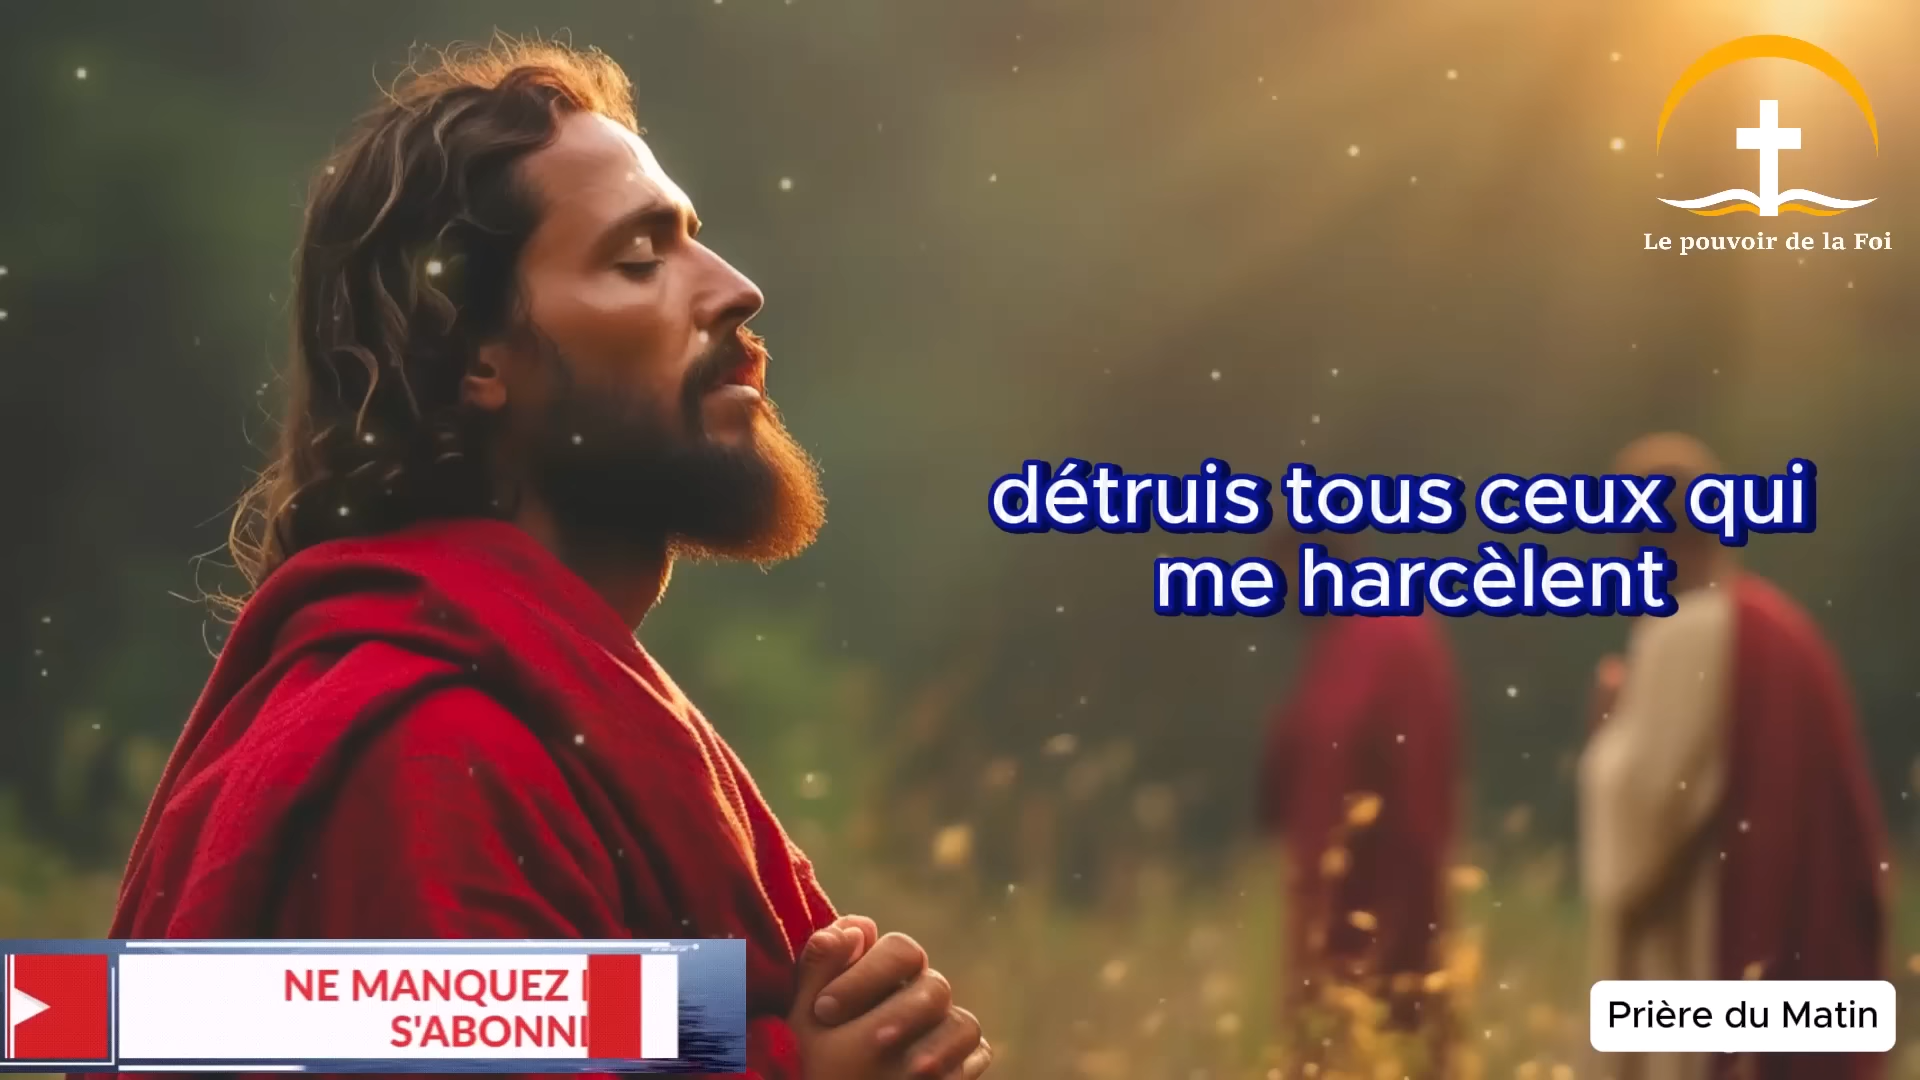 Le pouvoir de la Foi
détruis tous ceux qui
me harcèlent
NE MANQUEZ
S'ABONN
Prière du Matin